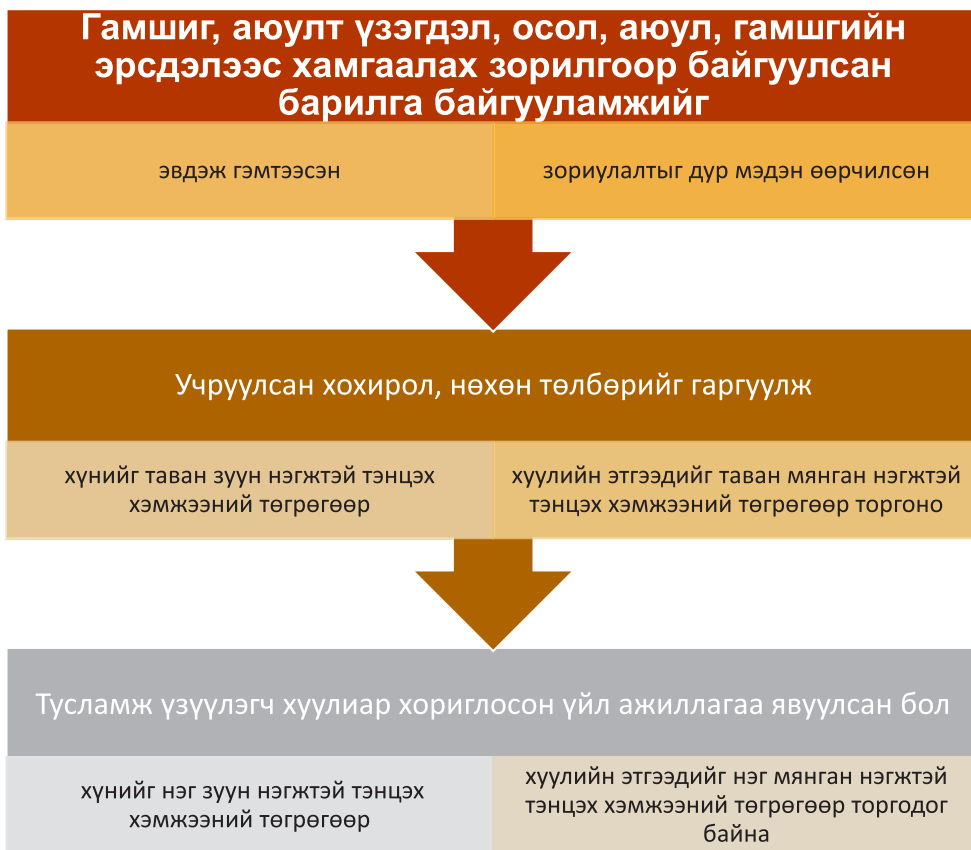 Гамшиг, аюулт үзэгдэл, осол, аюул, гамшгийн
эрсдэлээс хамгаалах зорилгоор байгуулсан
барилга байгууламжийг
эвдэж гэмтээсэн
зориулалтыг дур мэдэн өөрчилсөн
Учруулсан хохирол, нөхөн төлбөрийг гаргуулж
хүнийг таван зуун нэгжтэй тэнцэх
хэмжээний төгрөгөөр
хуулийн этгээдийг таван мянган нэгжтэй
тэнцэх хэмжээний төгрөгөөр торгоно
Тусламж үзүүлэгч хуулиар хориглосон үйл ажиллагаа явуулсан бол
хүнийг нэг зуун нэгжтэй тэнцэх
хэмжээний төгрөгөөр
хуулийн этгээдийг нэг мянган нэгжтэй
тэнцэх хэмжээний төгрөгөөр торгодог
байна